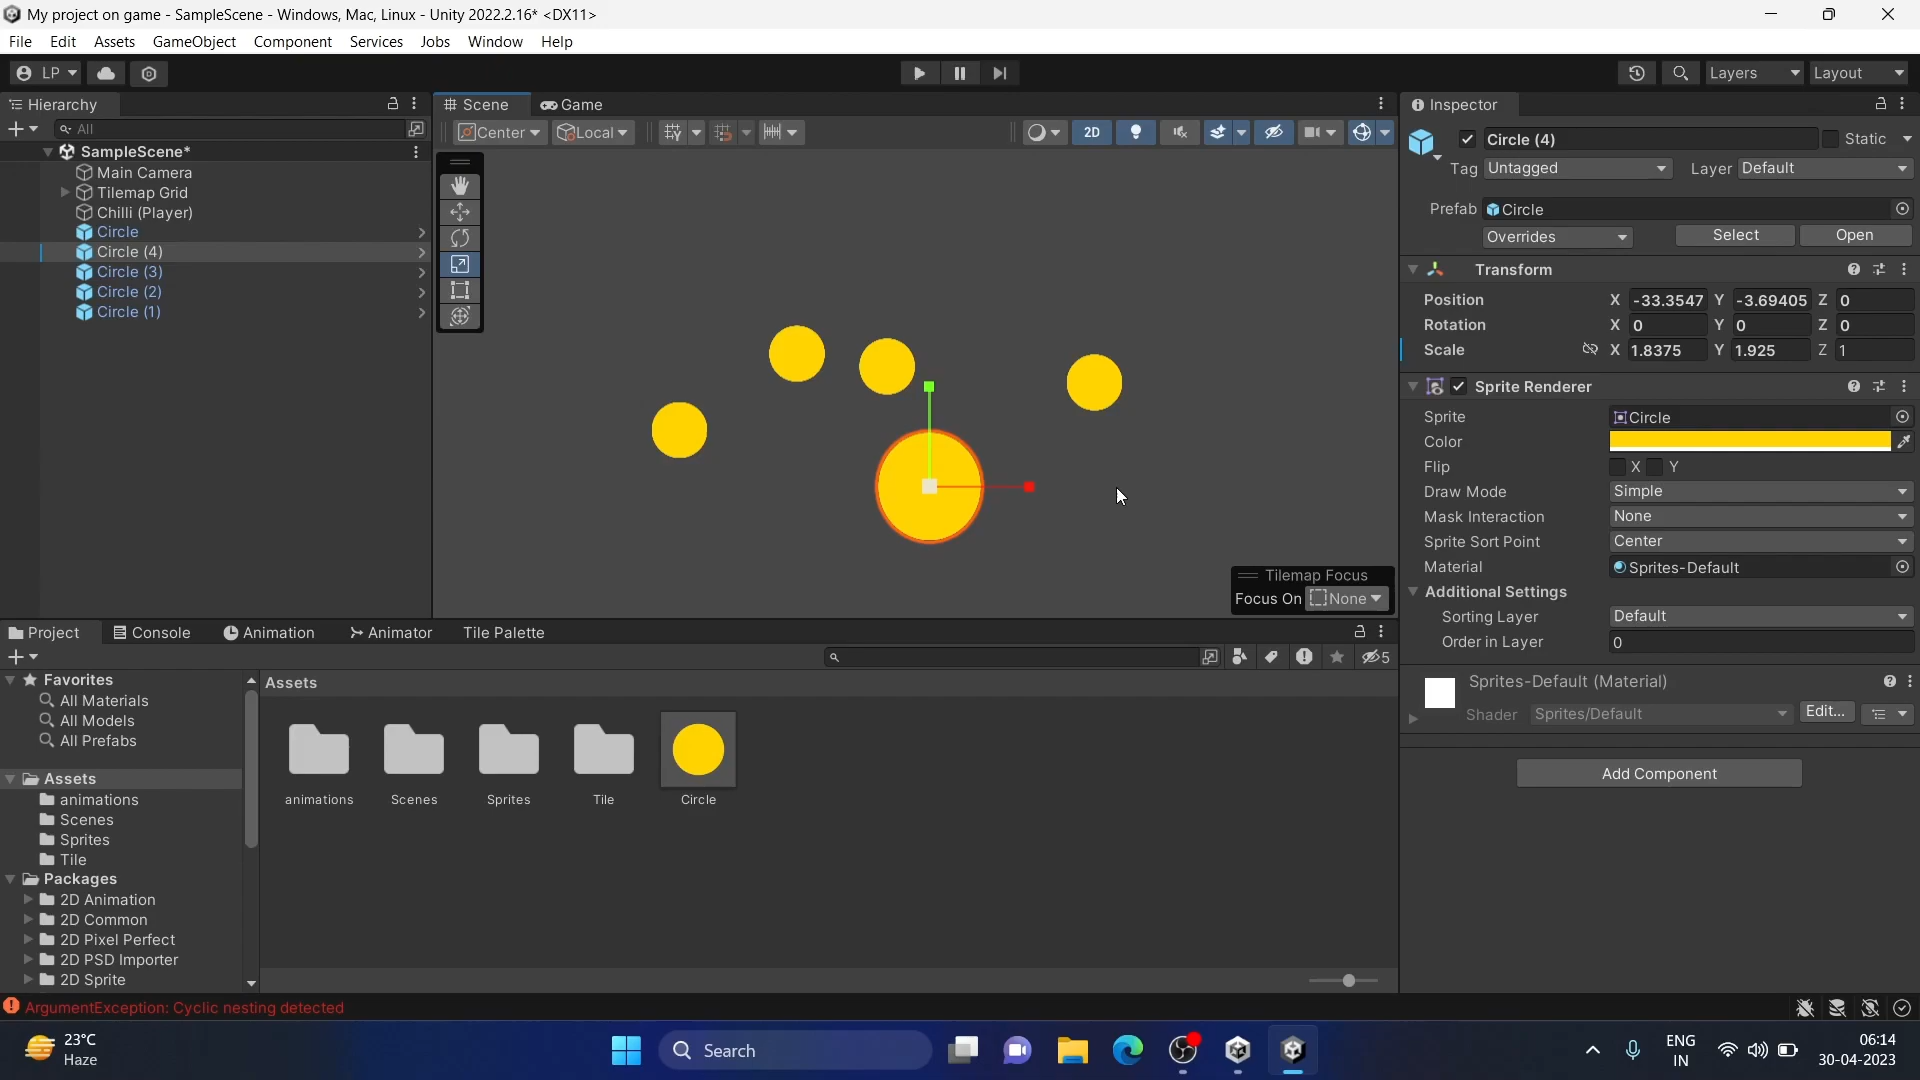 My project on game - SampleScene - Windows, Mac, Linux - Unity 2022.2.16* <DX11>
File Edit Assets GameObject Component Services Jobs Window Help
LP Layers Layout
Hierarchy
All
SampleScene*
Main Camera
Tilemap Grid
Chilli (Player)
Circle
Circle (4)
Circle (3)
Circle (2)
Circle (1)
Scene Game
Center Local 2D
Tilemap Focus
Focus On None
Inspector
Circle (4) Static
Tag Untagged Layer Default
Prefab Circle
Overrides Select Open
Transform
Position X -33.3547 Y -3.69405 Z 0
Rotation X 0 Y 0 Z 0
Scale X 1.8375 Y 1.925 Z 1
Sprite Renderer
Sprite Circle
Color
Flip X Y
Draw Mode Simple
Mask Interaction None
Sprite Sort Point Center
Material Sprites-Default
Additional Settings
Sorting Layer Default
Order in Layer 0
Sprites-Default (Material)
Shader Sprites/Default Edit...
Add Component
Project Console Animation Animator Tile Palette
5
Favorites
All Materials
All Models
All Prefabs
Assets
animations
Scenes
Sprites
Tile
Packages
2D Animation
2D Common
2D Pixel Perfect
2D PSD Importer
2D Sprite
Assets
animations Scenes Sprites Tile Circle
ArgumentException: Cyclic nesting detected
23°C
Haze
Search
ENG
IN
06:14
30-04-2023